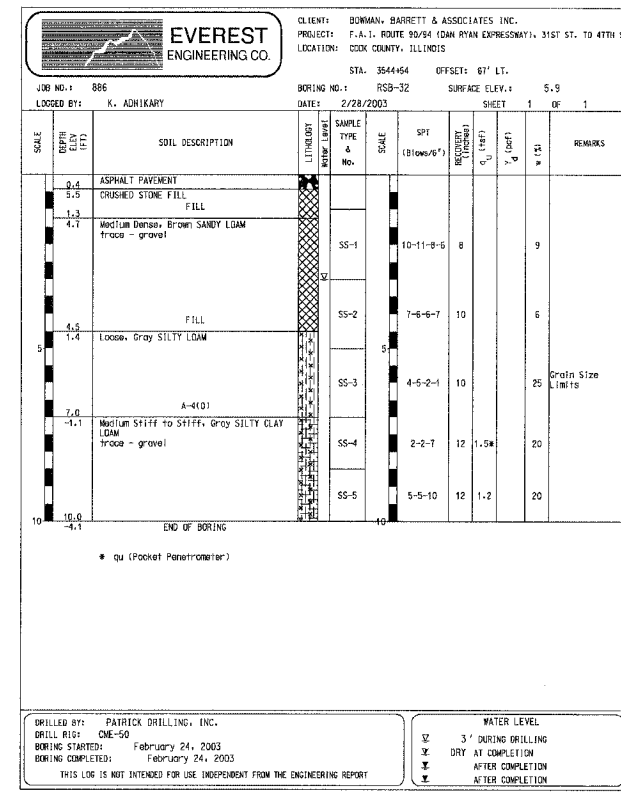 EVEREST
ENGINEERING CO.
CLIENT: BOWMAN, BARRETT & ASSOCIATES INC.
PROJECT: F.A.I. ROUTE 90/94 (DAN RYAN EXPRESSWAY), 31ST ST. TO 47TH
LOCATION: COOK COUNTY, ILLINOIS
STA. 3544+54 OFFSET: 67' LT.
JOB NO.: 886 BORING NO.: RSB-32 SURFACE ELEV.: 5.9
LOGGED BY: K. ADHIKARY DATE: 2/28/2003 SHEET 1 OF 1
SCALE
DEPTH ELEV (FT)
SOIL DESCRIPTION
LITHOLOGY
Water Level
SAMPLE TYPE & No.
SCALE
SPT (Blows/6")
RECOVERY (inches)
qu (tsf)
γd (pcf)
w (%)
REMARKS
0.4 ASPHALT PAVEMENT
5.5 CRUSHED STONE FILL
FILL
1.3
4.7 Medium Dense, Brown SANDY LOAM
trace - gravel
SS-1 10-11-8-6 8 9
SS-2 7-6-6-7 10 6
FILL
4.5
1.4 Loose, Gray SILTY LOAM
5 5
SS-3 4-5-2-1 10 25 Grain Size
Limits
A-4(0)
7.0
-1.1 Medium Stiff to Stiff, Gray SILTY CLAY
LOAM
trace - gravel
SS-4 2-2-7 12 1.5* 20
SS-5 5-5-10 12 1.2 20
10 10.0 10
-4.1 END OF BORING
* qu (Pocket Penetrometer)
DRILLED BY: PATRICK DRILLING, INC.
DRILL RIG: CME-50
BORING STARTED: February 24, 2003
BORING COMPLETED: February 24, 2003
THIS LOG IS NOT INTENDED FOR USE INDEPENDENT FROM THE ENGINEERING REPORT
WATER LEVEL
3' DURING DRILLING
DRY AT COMPLETION
AFTER COMPLETION
AFTER COMPLETION